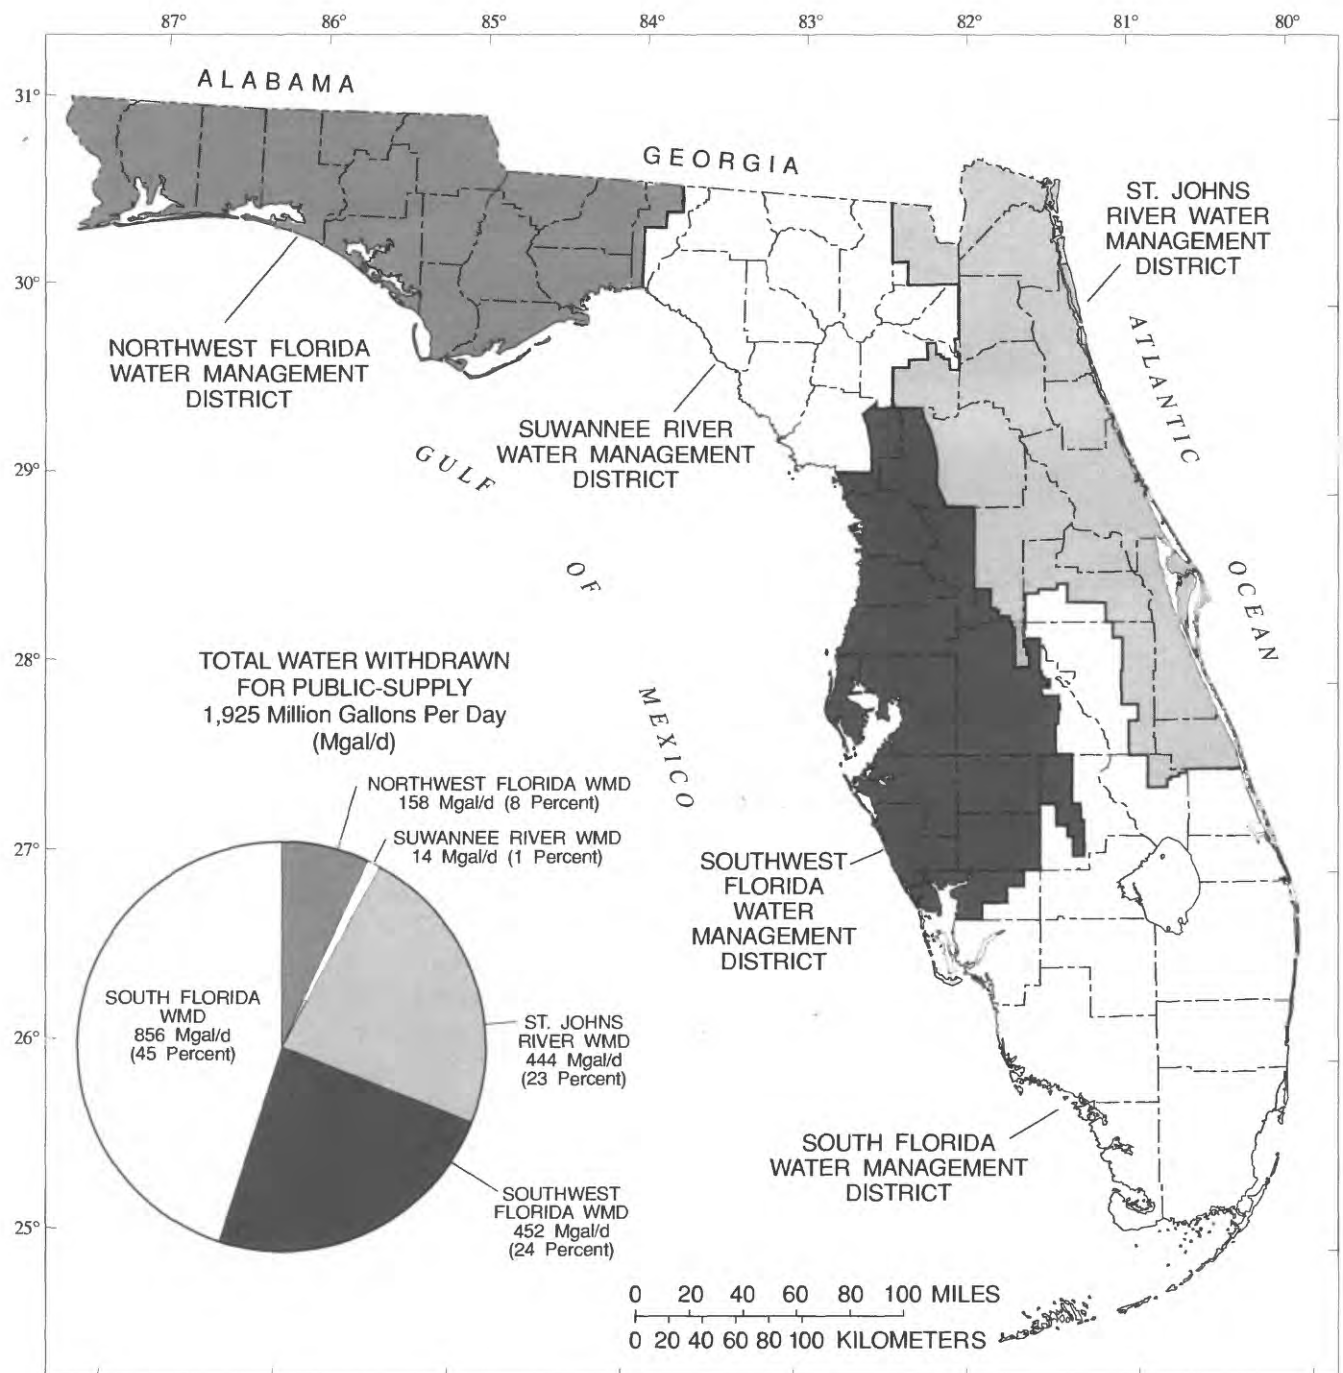 87°
86°
85°
84°
83°
82°
81°
80°
31°
30°
29°
28°
27°
26°
25°
ALABAMA
GEORGIA
ST. JOHNS
RIVER WATER
MANAGEMENT
DISTRICT
NORTHWEST FLORIDA
WATER MANAGEMENT
DISTRICT
SUWANNEE RIVER
WATER MANAGEMENT
DISTRICT
ATLANTIC
OCEAN
GULF
OF
MEXICO
TOTAL WATER WITHDRAWN
FOR PUBLIC-SUPPLY
1,925 Million Gallons Per Day
(Mgal/d)
NORTHWEST FLORIDA WMD
158 Mgal/d (8 Percent)
SUWANNEE RIVER WMD
14 Mgal/d (1 Percent)
SOUTH FLORIDA
WMD
856 Mgal/d
(45 Percent)
ST. JOHNS
RIVER WMD
444 Mgal/d
(23 Percent)
SOUTHWEST
FLORIDA WMD
452 Mgal/d
(24 Percent)
SOUTHWEST
FLORIDA
WATER
MANAGEMENT
DISTRICT
SOUTH FLORIDA
WATER MANAGEMENT
DISTRICT
0 20 40 60 80 100 MILES
0 20 40 60 80 100 KILOMETERS